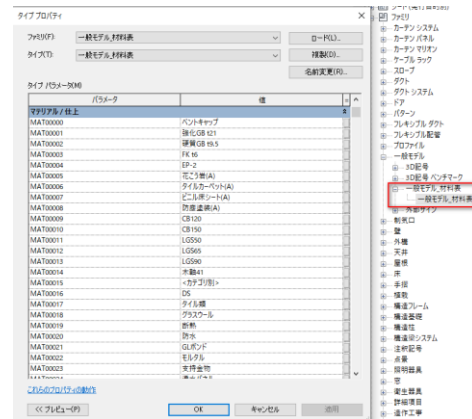 タイプ プロパティ
ファミリ(F):
一般モデル_材料表
ロード(L)...
タイプ(T):
一般モデル_材料表
複製(D)...
名前変更(R)...
タイプ パラメータ(M)
パラメータ
値
=
マテリアル / 仕上
MAT00000 ベントキャップ
MAT00001 強化GB t21
MAT00002 硬質GB t9.5
MAT00003 FK t6
MAT00004 EP-2
MAT00005 花こう岩(A)
MAT00006 タイルカーペット(A)
MAT00007 ビニル床シート(A)
MAT00008 防塵塗装(A)
MAT00009 CB120
MAT00010 CB150
MAT00011 LGS50
MAT00012 LGS65
MAT00013 LGS90
MAT00014 木軸41
MAT00015 <カテゴリ別>
MAT00016 DS
MAT00017 タイル類
MAT00018 グラスウール
MAT00019 断熱
MAT00020 防水
MAT00021 GLボンド
MAT00022 モルタル
MAT00023 支持金物
これらのプロパティの動作
<< プレビュー(P)
OK
キャンセル
適用
ファミリ
カーテン システム
カーテン パネル
カーテン マリオン
ケーブル ラック
スロープ
ダクト
ダクト システム
ドア
パターン
フレキシブル ダクト
フレキシブル配管
プロファイル
一般モデル
3D記号
3D記号 ベンチマーク
一般モデル_材料表
一般モデル_材料表
外部サイン
制気口
壁
外構
天井
屋根
床
手摺
植栽
構造フレーム
構造基礎
構造柱
構造梁システム
注釈記号
点景
照明器具
窓
衛生器具
詳細項目
造作工事